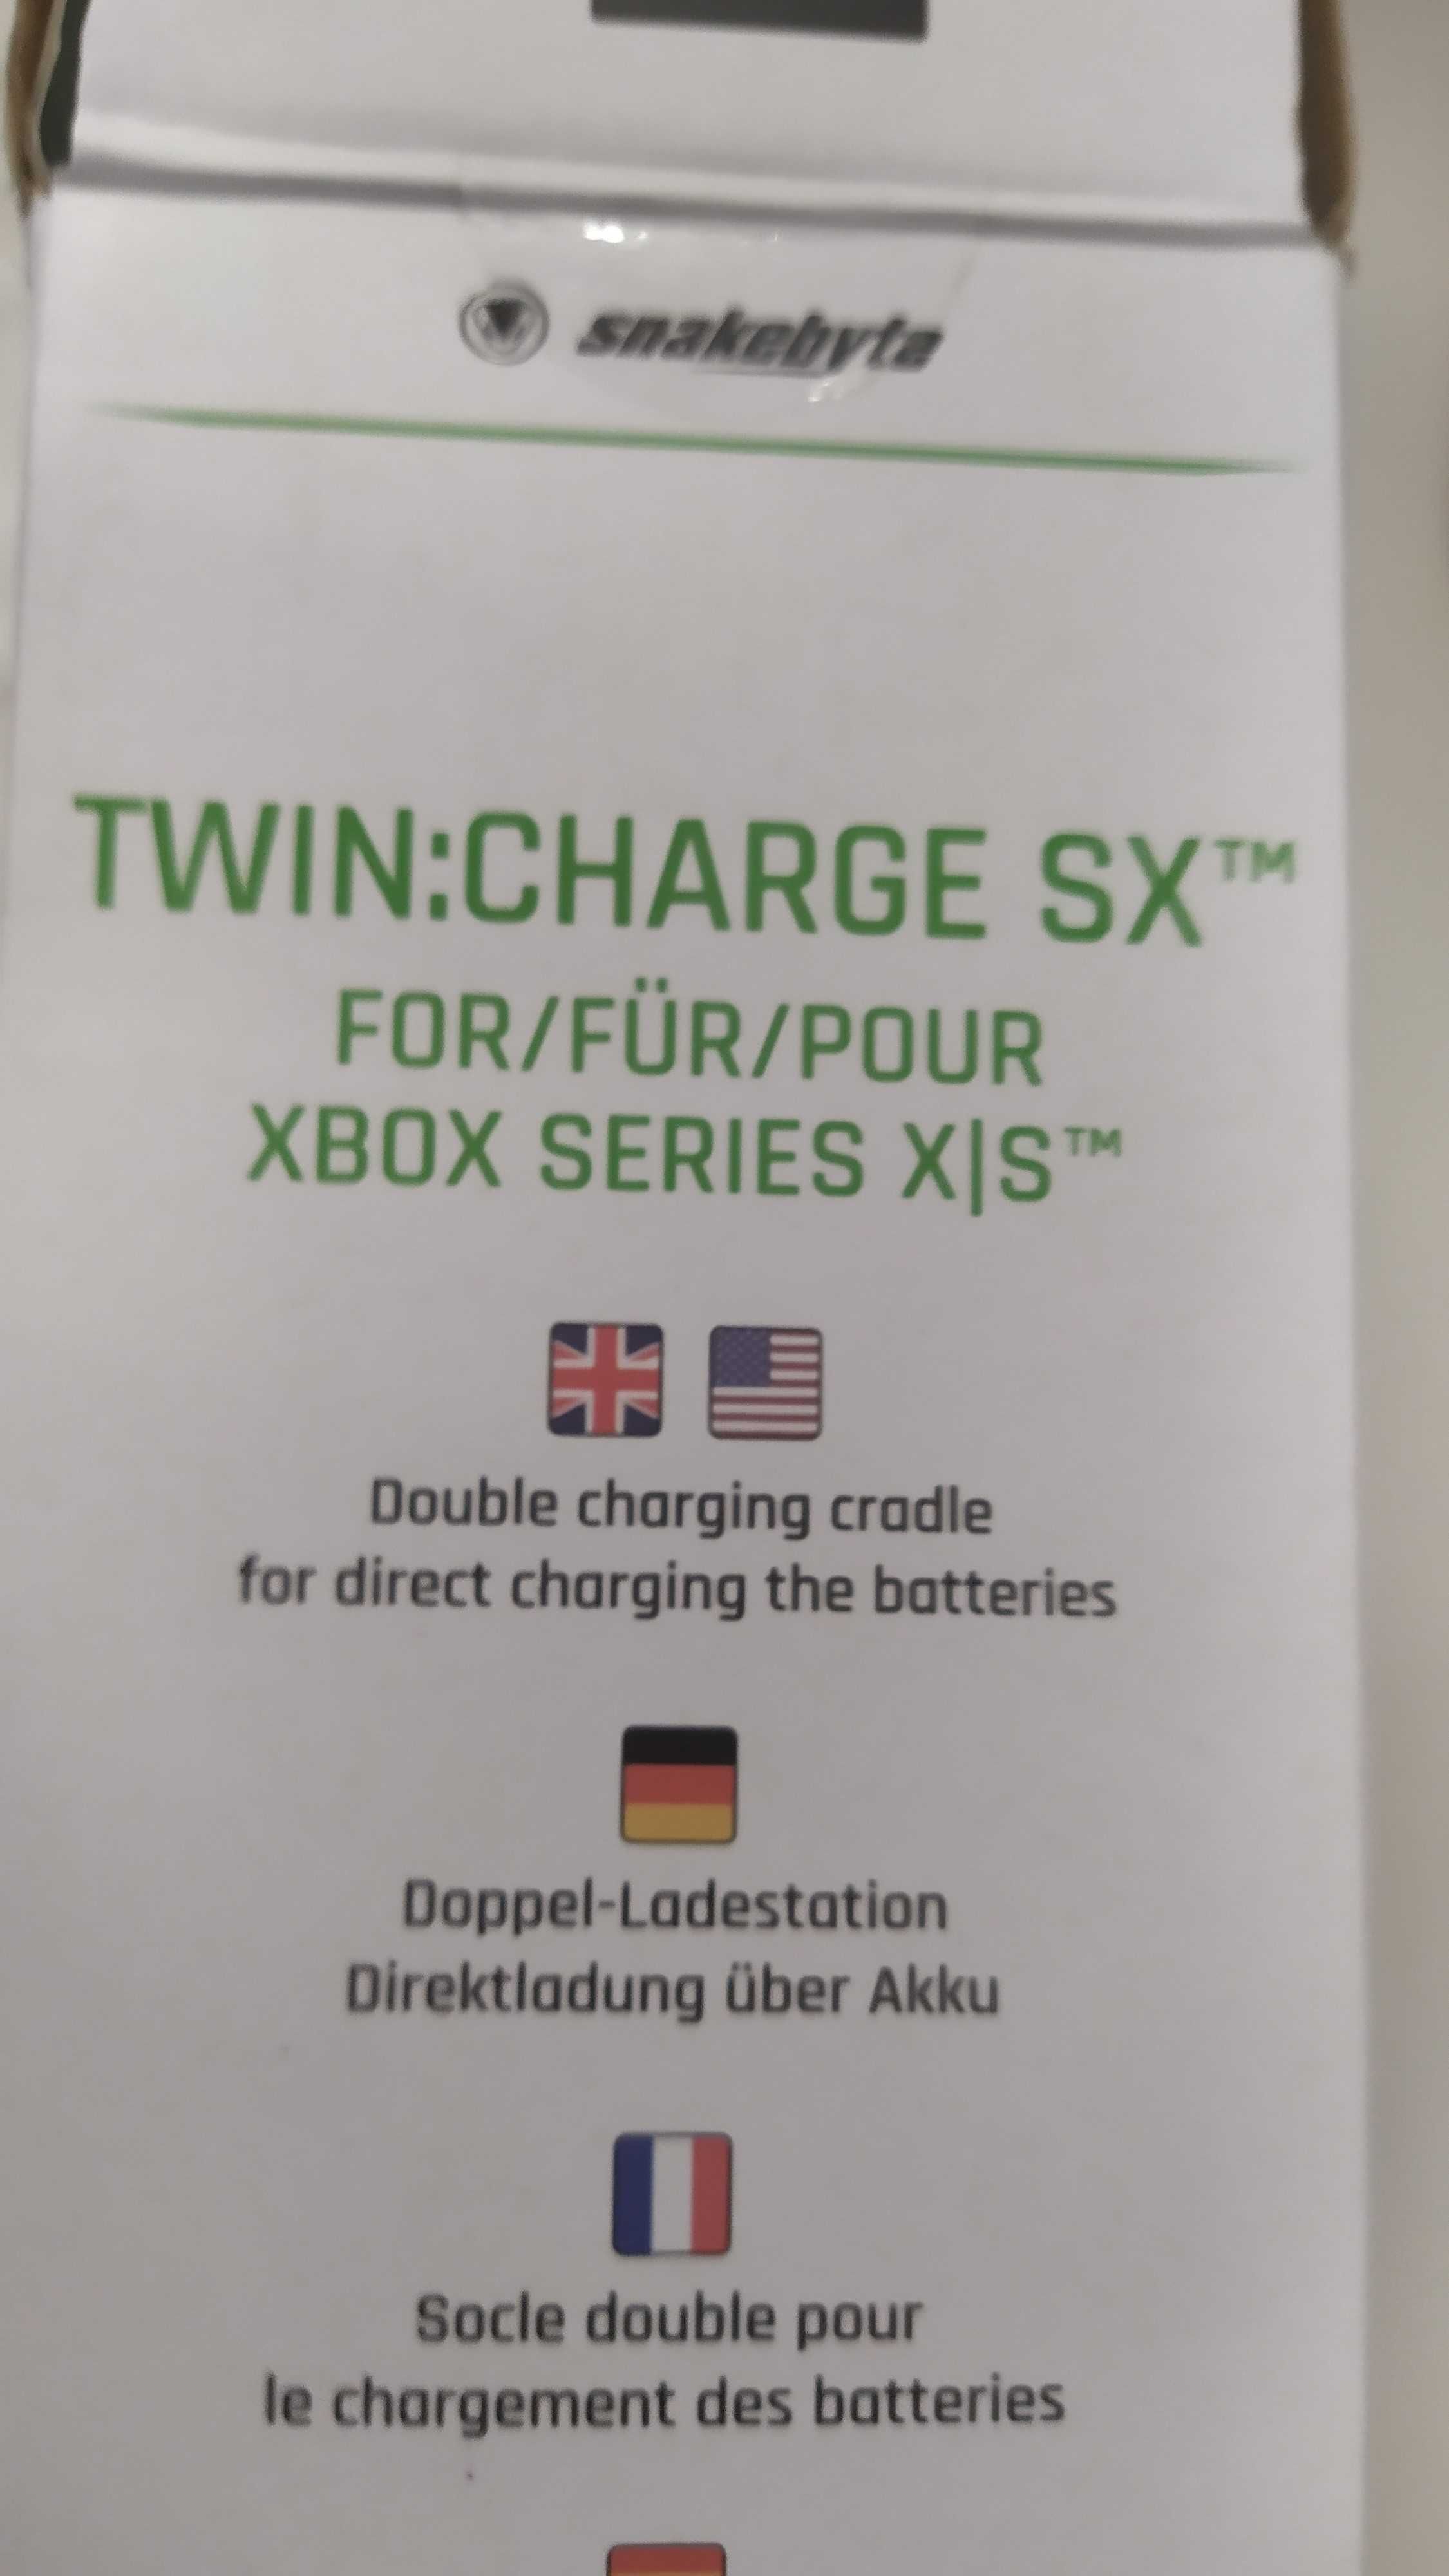 snakebyte
TWIN:CHARGE SX™
FOR/FÜR/POUR
XBOX SERIES X|S™
Double charging cradle
for direct charging the batteries
Doppel-Ladestation
Direktladung über Akku
Socle double pour
le chargement des batteries